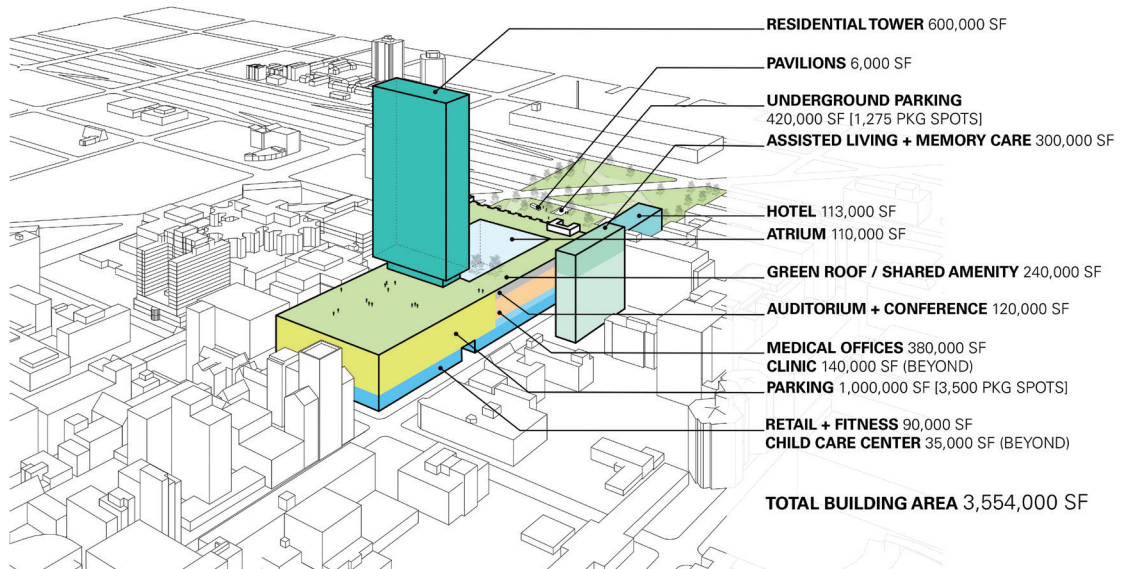 RESIDENTIAL TOWER 600,000 SF
PAVILIONS 6,000 SF
UNDERGROUND PARKING
420,000 SF [1,275 PKG SPOTS]
ASSISTED LIVING + MEMORY CARE 300,000 SF
HOTEL 113,000 SF
ATRIUM 110,000 SF
GREEN ROOF / SHARED AMENITY 240,000 SF
AUDITORIUM + CONFERENCE 120,000 SF
MEDICAL OFFICES 380,000 SF
CLINIC 140,000 SF (BEYOND)
PARKING 1,000,000 SF [3,500 PKG SPOTS]
RETAIL + FITNESS 90,000 SF
CHILD CARE CENTER 35,000 SF (BEYOND)
TOTAL BUILDING AREA 3,554,000 SF